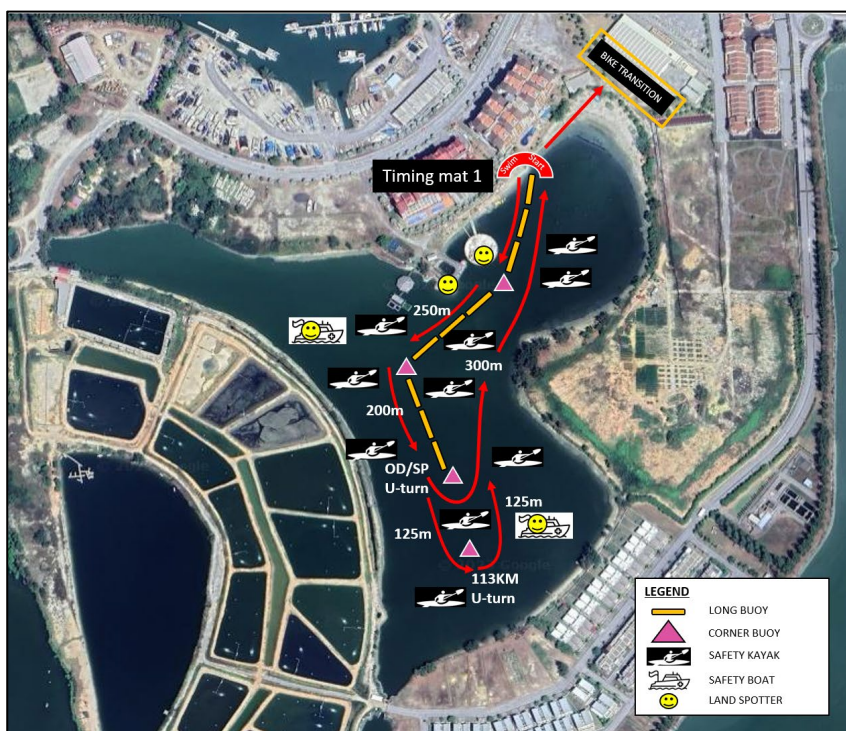 BIKE TRANSITION
Swim Start
Timing mat 1
250m
300m
200m
OD/SP
U-turn
125m
125m
113KM
U-turn
Google
LEGEND
LONG BUOY
CORNER BUOY
SAFETY KAYAK
SAFETY BOAT
LAND SPOTTER